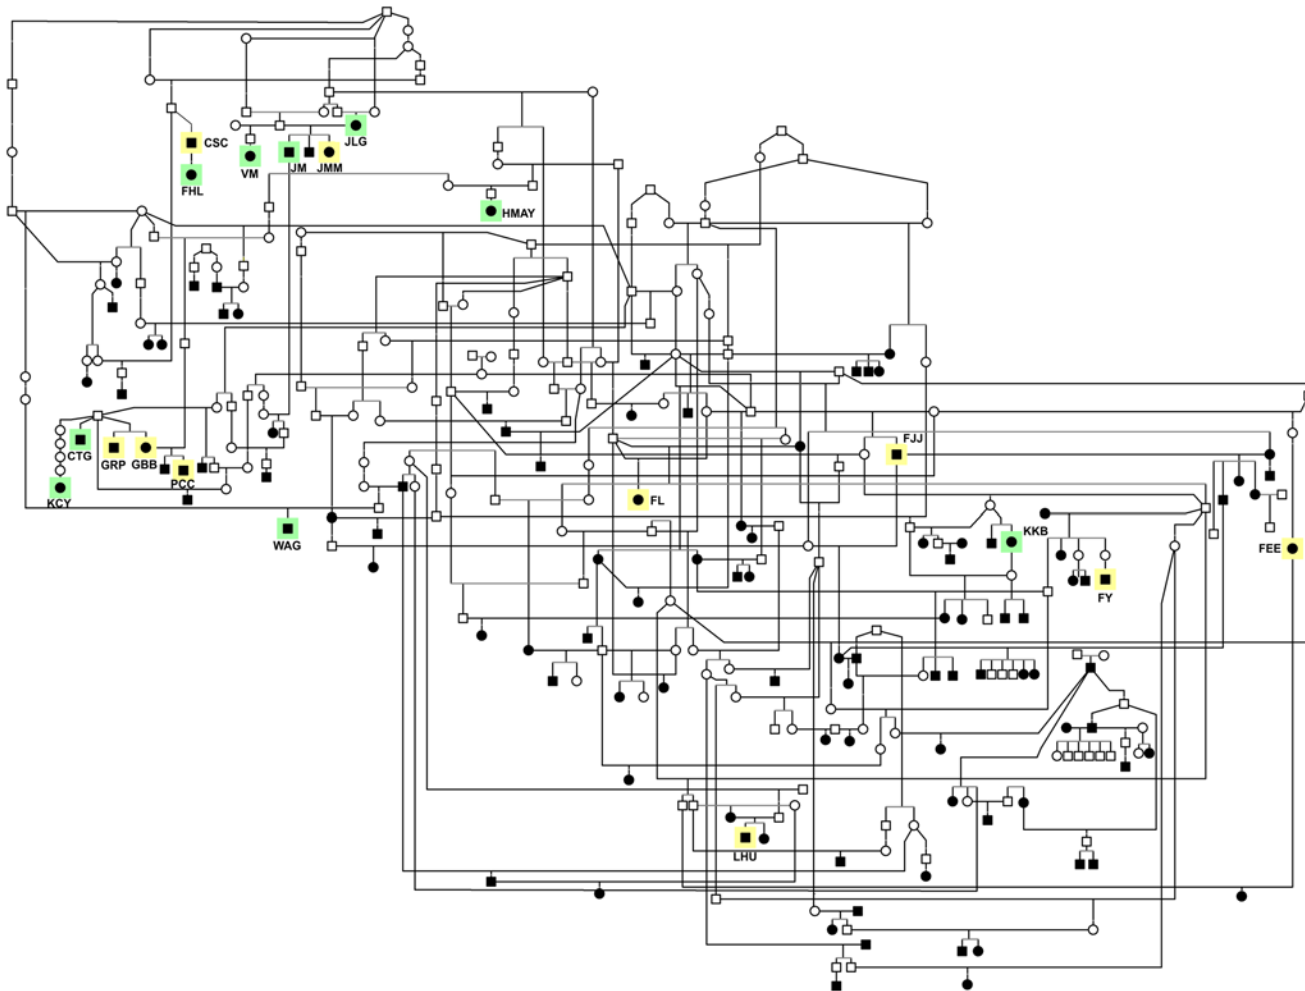 JLG
CSC
VM
JM
JMM
FHL
HMAY
FJJ
CTG
GRP
GBB
PCC
KCY
FL
WAG
KKB
FEE
FY
LHU